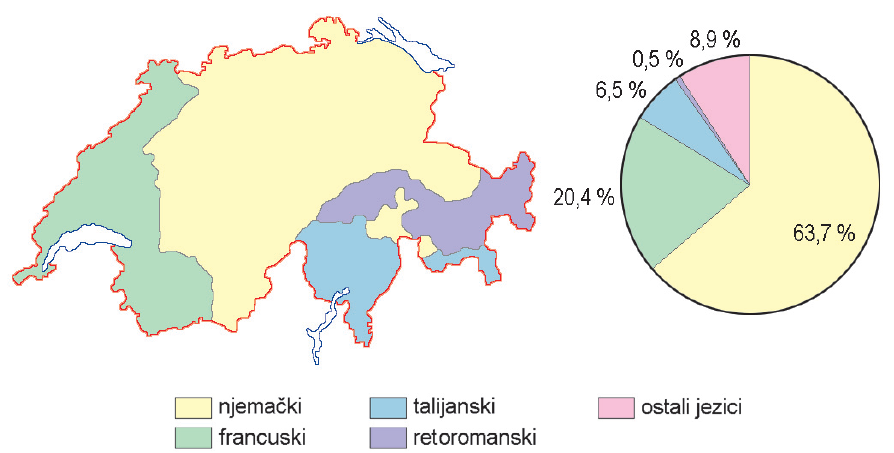 8,9 %
0,5 %
6,5 %
20,4 %
63,7 %
njemački
talijanski
ostali jezici
francuski
retoromanski